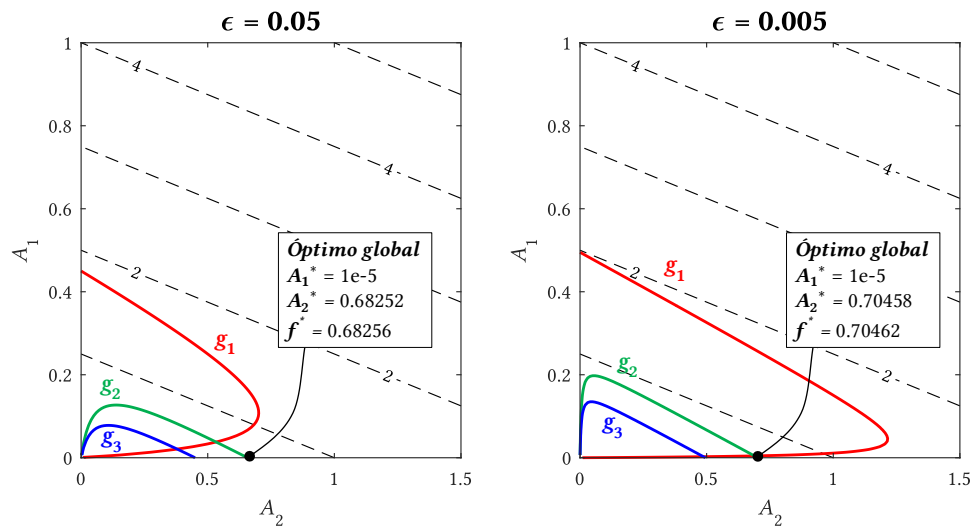 ϵ = 0.05
1
0.8
0.6
0.4
0.2
0
0
0.5
1
1.5
A₁
A₂
4
4
2
2
g₁
g₂
g₃
Óptimo global
A₁* = 1e-5
A₂* = 0.68252
f* = 0.68256
ϵ = 0.005
1
0.8
0.6
0.4
0.2
0
0
0.5
1
1.5
A₁
A₂
4
4
2
2
g₁
g₂
g₃
Óptimo global
A₁* = 1e-5
A₂* = 0.70458
f* = 0.70462